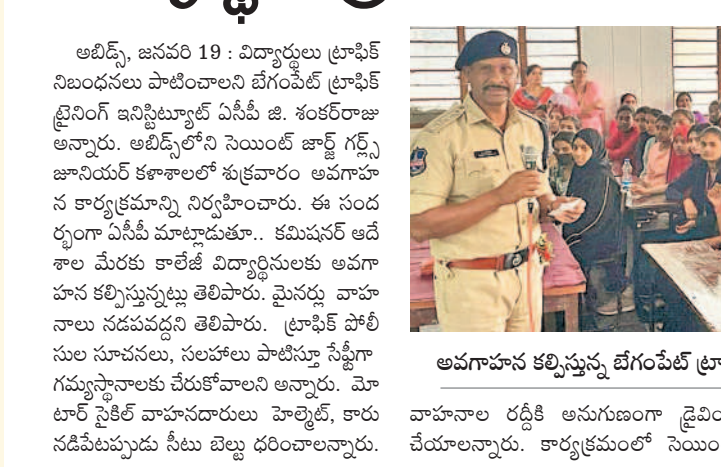 అబిడ్స్, జనవరి 19 : విద్యార్థులు ట్రాఫిక్
నిబంధనలు పాటించాలని బేగంపేట్ ట్రాఫిక్
ట్రైనింగ్ ఇనిస్టిట్యూట్ ఏసీపీ జి. శంకర్‌రాజు
అన్నారు. అబిడ్స్‌లోని సెయింట్ జార్జ్ గర్ల్స్
జూనియర్ కళాశాలలో శుక్రవారం అవగాహ
న కార్యక్రమాన్ని నిర్వహించారు. ఈ సంద
ర్భంగా ఏసీపీ మాట్లాడుతూ.. కమిషనర్ ఆదే
శాల మేరకు కాలేజీ విద్యార్థినులకు అవగా
హన కల్పిస్తున్నట్లు తెలిపారు. మైనర్లు వాహ
నాలు నడపవద్దని తెలిపారు. ట్రాఫిక్ పోలీ
సుల సూచనలు, సలహాలు పాటిస్తూ సేఫ్టీగా
గమ్యస్థానాలకు చేరుకోవాలని అన్నారు. మో
టార్ సైకిల్ వాహనదారులు హెల్మెట్, కారు
నడిపేటప్పుడు సీటు బెల్టు ధరించాలన్నారు.
అవగాహన కల్పిస్తున్న బేగంపేట్
వాహనాల రద్దీకి అనుగుణంగా
చేయాలన్నారు. కార్యక్రమంలో